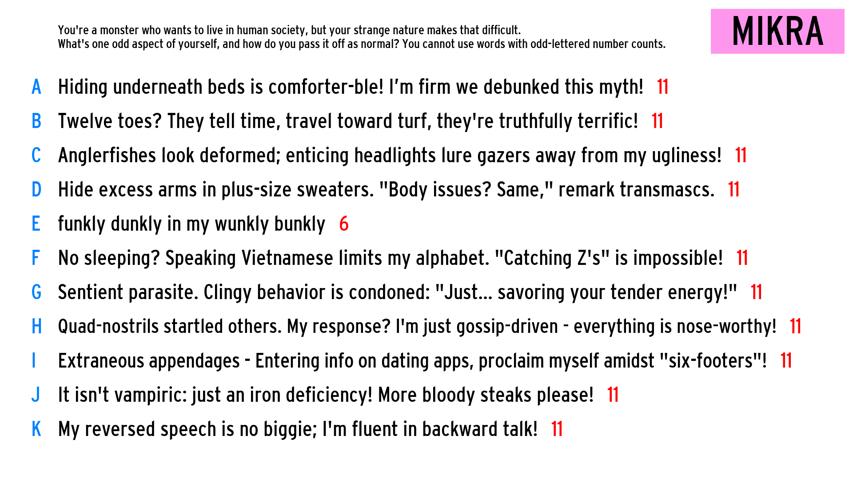 You're a monster who wants to live in human society, but your strange nature makes that difficult.
What's one odd aspect of yourself, and how do you pass it off as normal? You cannot use words with odd-lettered number counts.
MIKRA
A Hiding underneath beds is comforter-ble! I'm firm we debunked this myth! 11
B Twelve toes? They tell time, travel toward turf, they're truthfully terrific! 11
C Anglerfishes look deformed; enticing headlights lure gazers away from my ugliness! 11
D Hide excess arms in plus-size sweaters. "Body issues? Same," remark transmascs. 11
E funkly dunkly in my wunkly bunkly 6
F No sleeping? Speaking Vietnamese limits my alphabet. "Catching Z's" is impossible! 11
G Sentient parasite. Clingy behavior is condoned: "Just... savoring your tender energy!" 11
H Quad-nostrils startled others. My response? I'm just gossip-driven - everything is nose-worthy! 11
I Extraneous appendages - Entering info on dating apps, proclaim myself amidst "six-footers"! 11
J It isn't vampiric: just an iron deficiency! More bloody steaks please! 11
K My reversed speech is no biggie; I'm fluent in backward talk! 11